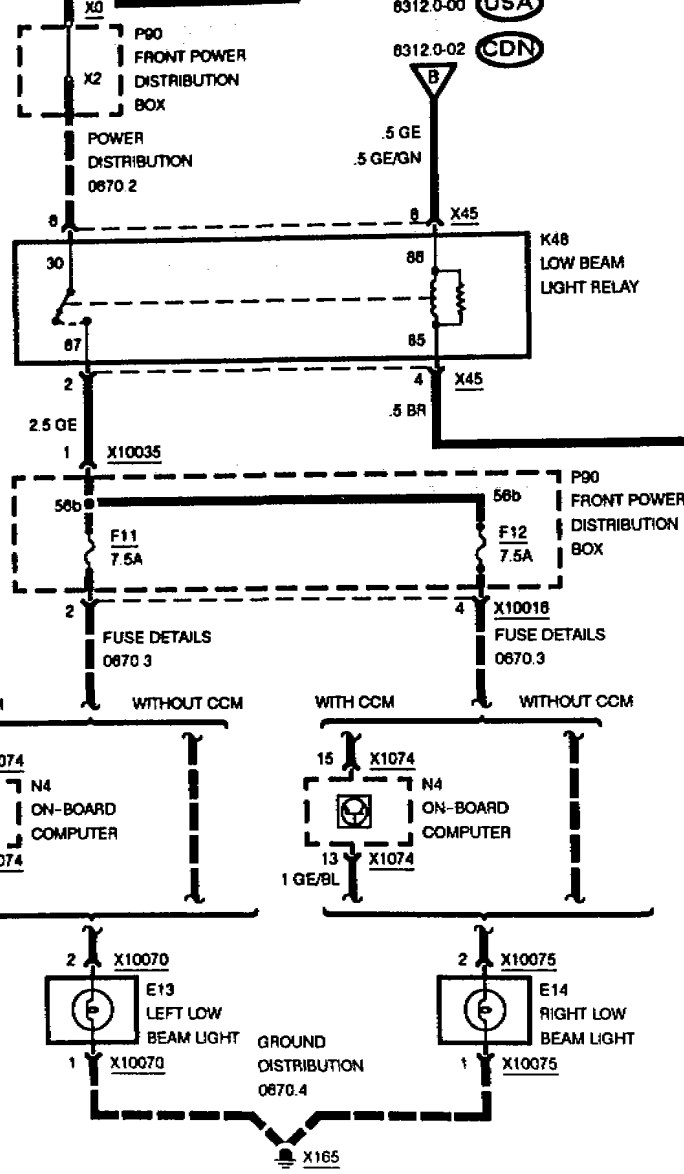 X0
6312.0-00 USA
P90
FRONT POWER
DISTRIBUTION
BOX
X2
6312.0-02 CDN
B
POWER
DISTRIBUTION
0670.2
.5 GE
.5 GE/GN
6
8
X45
K48
LOW BEAM
LIGHT RELAY
30
86
87
85
2
4
X45
2.5 GE
.5 BR
1
X10035
P90
FRONT POWER
DISTRIBUTION
BOX
56b
56b
F11
7.5A
F12
7.5A
2
4
X10016
FUSE DETAILS
0670.3
FUSE DETAILS
0670.3
WITHOUT CCM
WITH CCM
WITHOUT CCM
074
15
X1074
N4
ON-BOARD
COMPUTER
N4
ON-BOARD
COMPUTER
074
13
X1074
1 GE/BL
2
X10070
2
X10075
E13
LEFT LOW
BEAM LIGHT
E14
RIGHT LOW
BEAM LIGHT
1
X10070
1
X10075
GROUND
DISTRIBUTION
0670.4
X165